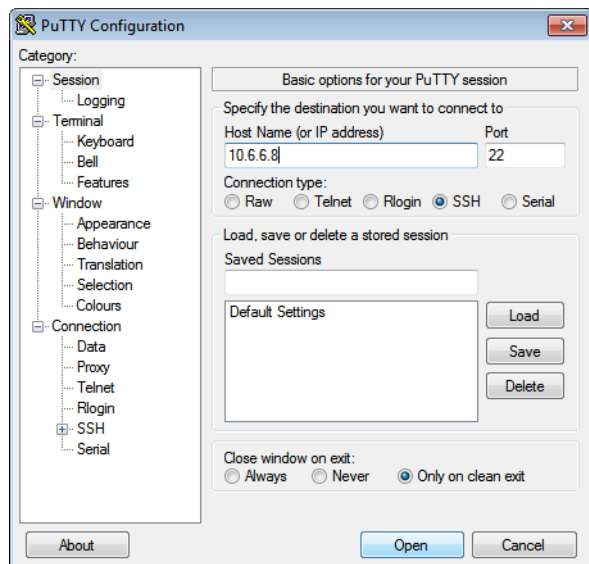 PuTTY Configuration
Category:
Session
Logging
Terminal
Keyboard
Bell
Features
Window
Appearance
Behaviour
Translation
Selection
Colours
Connection
Data
Proxy
Telnet
Rlogin
SSH
Serial
Basic options for your PuTTY session
Specify the destination you want to connect to
Host Name (or IP address) Port
10.6.6.8 22
Connection type:
Raw Telnet Rlogin SSH Serial
Load, save or delete a stored session
Saved Sessions
Default Settings
Load
Save
Delete
Close window on exit:
Always Never Only on clean exit
About Open Cancel